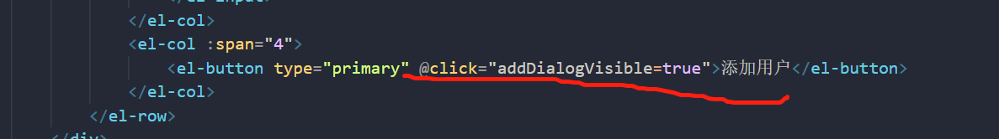 </el-input>
</el-col>
<el-col :span="4">
<el-button type="primary" @click="addDialogVisible=true">添加用户</el-button>
</el-col>
</el-row>
</div>